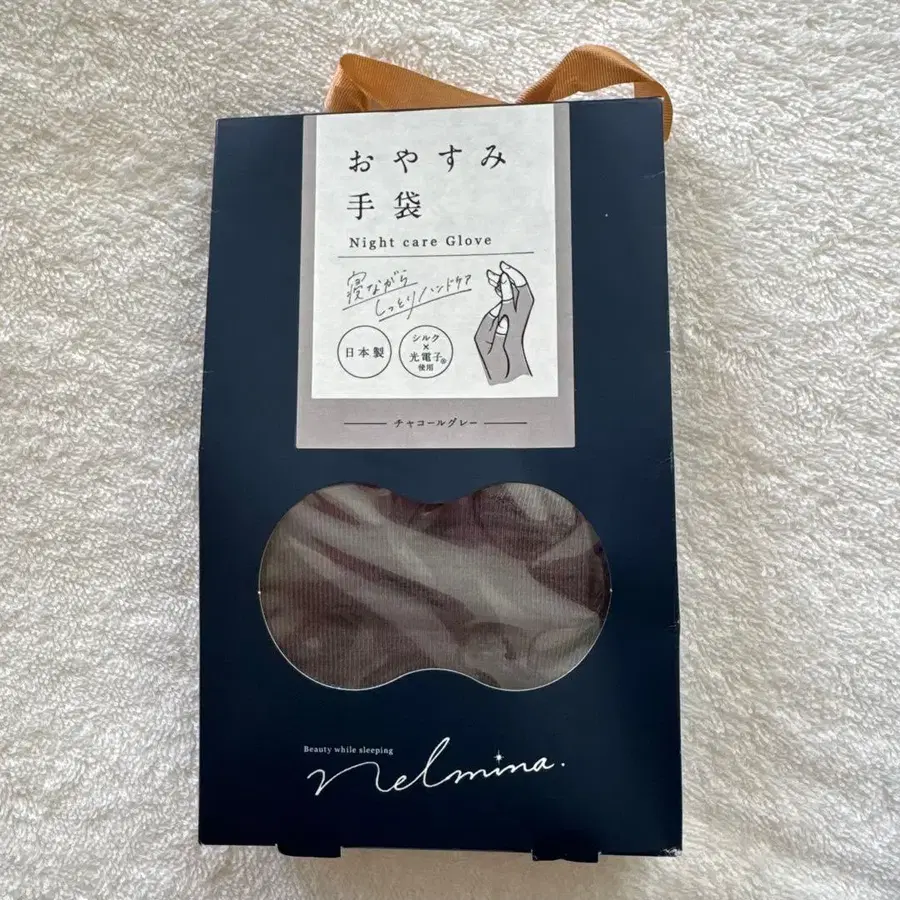 おやすみ
手袋
Night care Glove
寝ながら
しっとりハンドケア
日本製
シルク
×
光電子®
使用
チャコールグレー
Beauty while sleeping
nelmina.